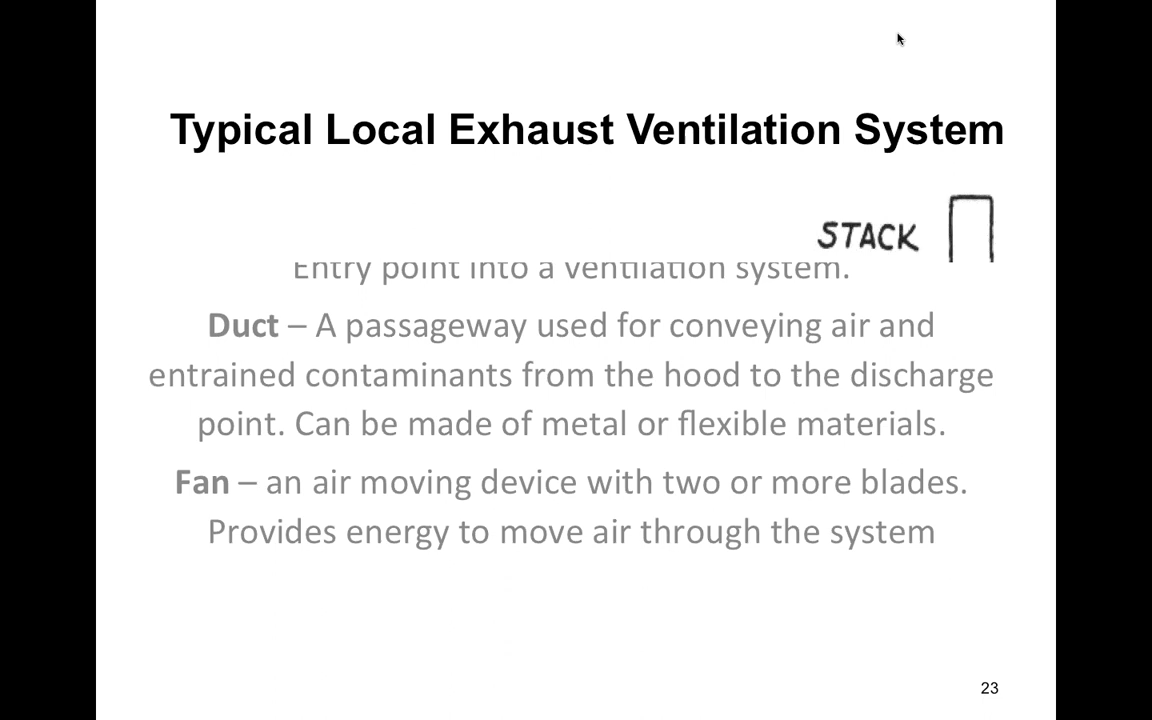 Typical Local Exhaust Ventilation System
STACK
Entry point into a ventilation system.
Duct – A passageway used for conveying air and
entrained contaminants from the hood to the discharge
point. Can be made of metal or flexible materials.
Fan – an air moving device with two or more blades.
Provides energy to move air through the system
23